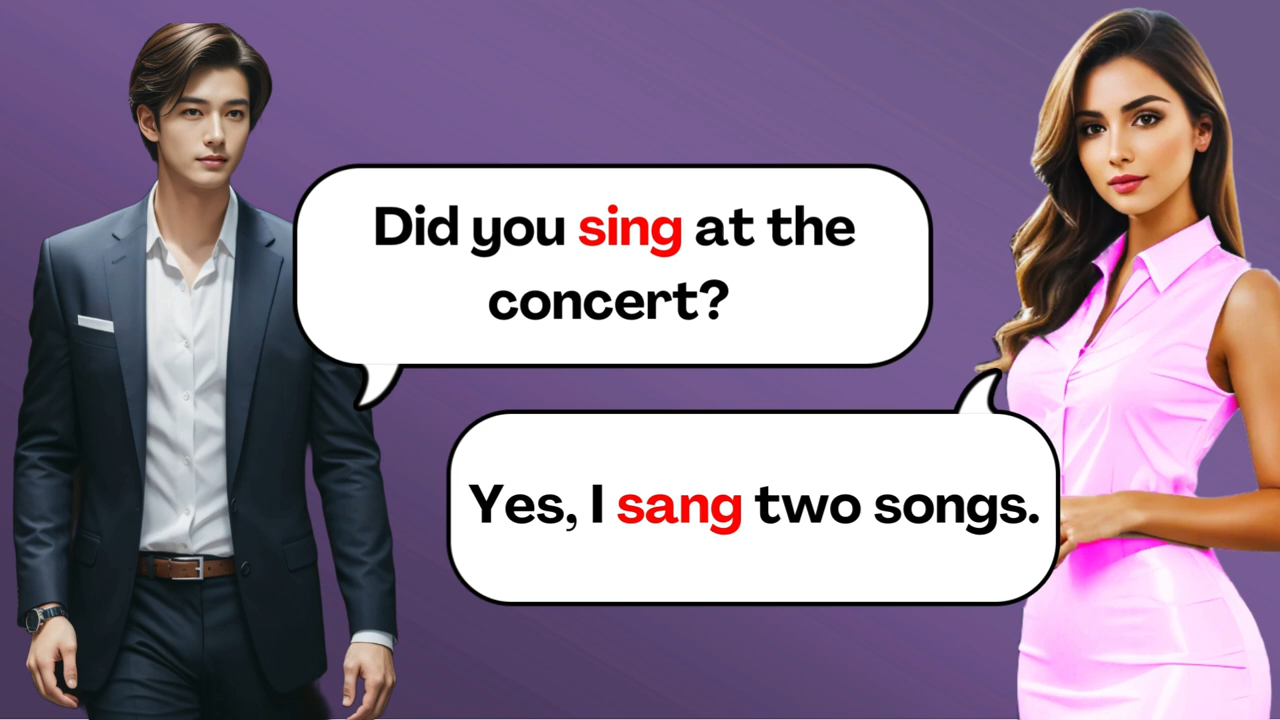 Did you sing at the
concert?
Yes, I sang two songs.